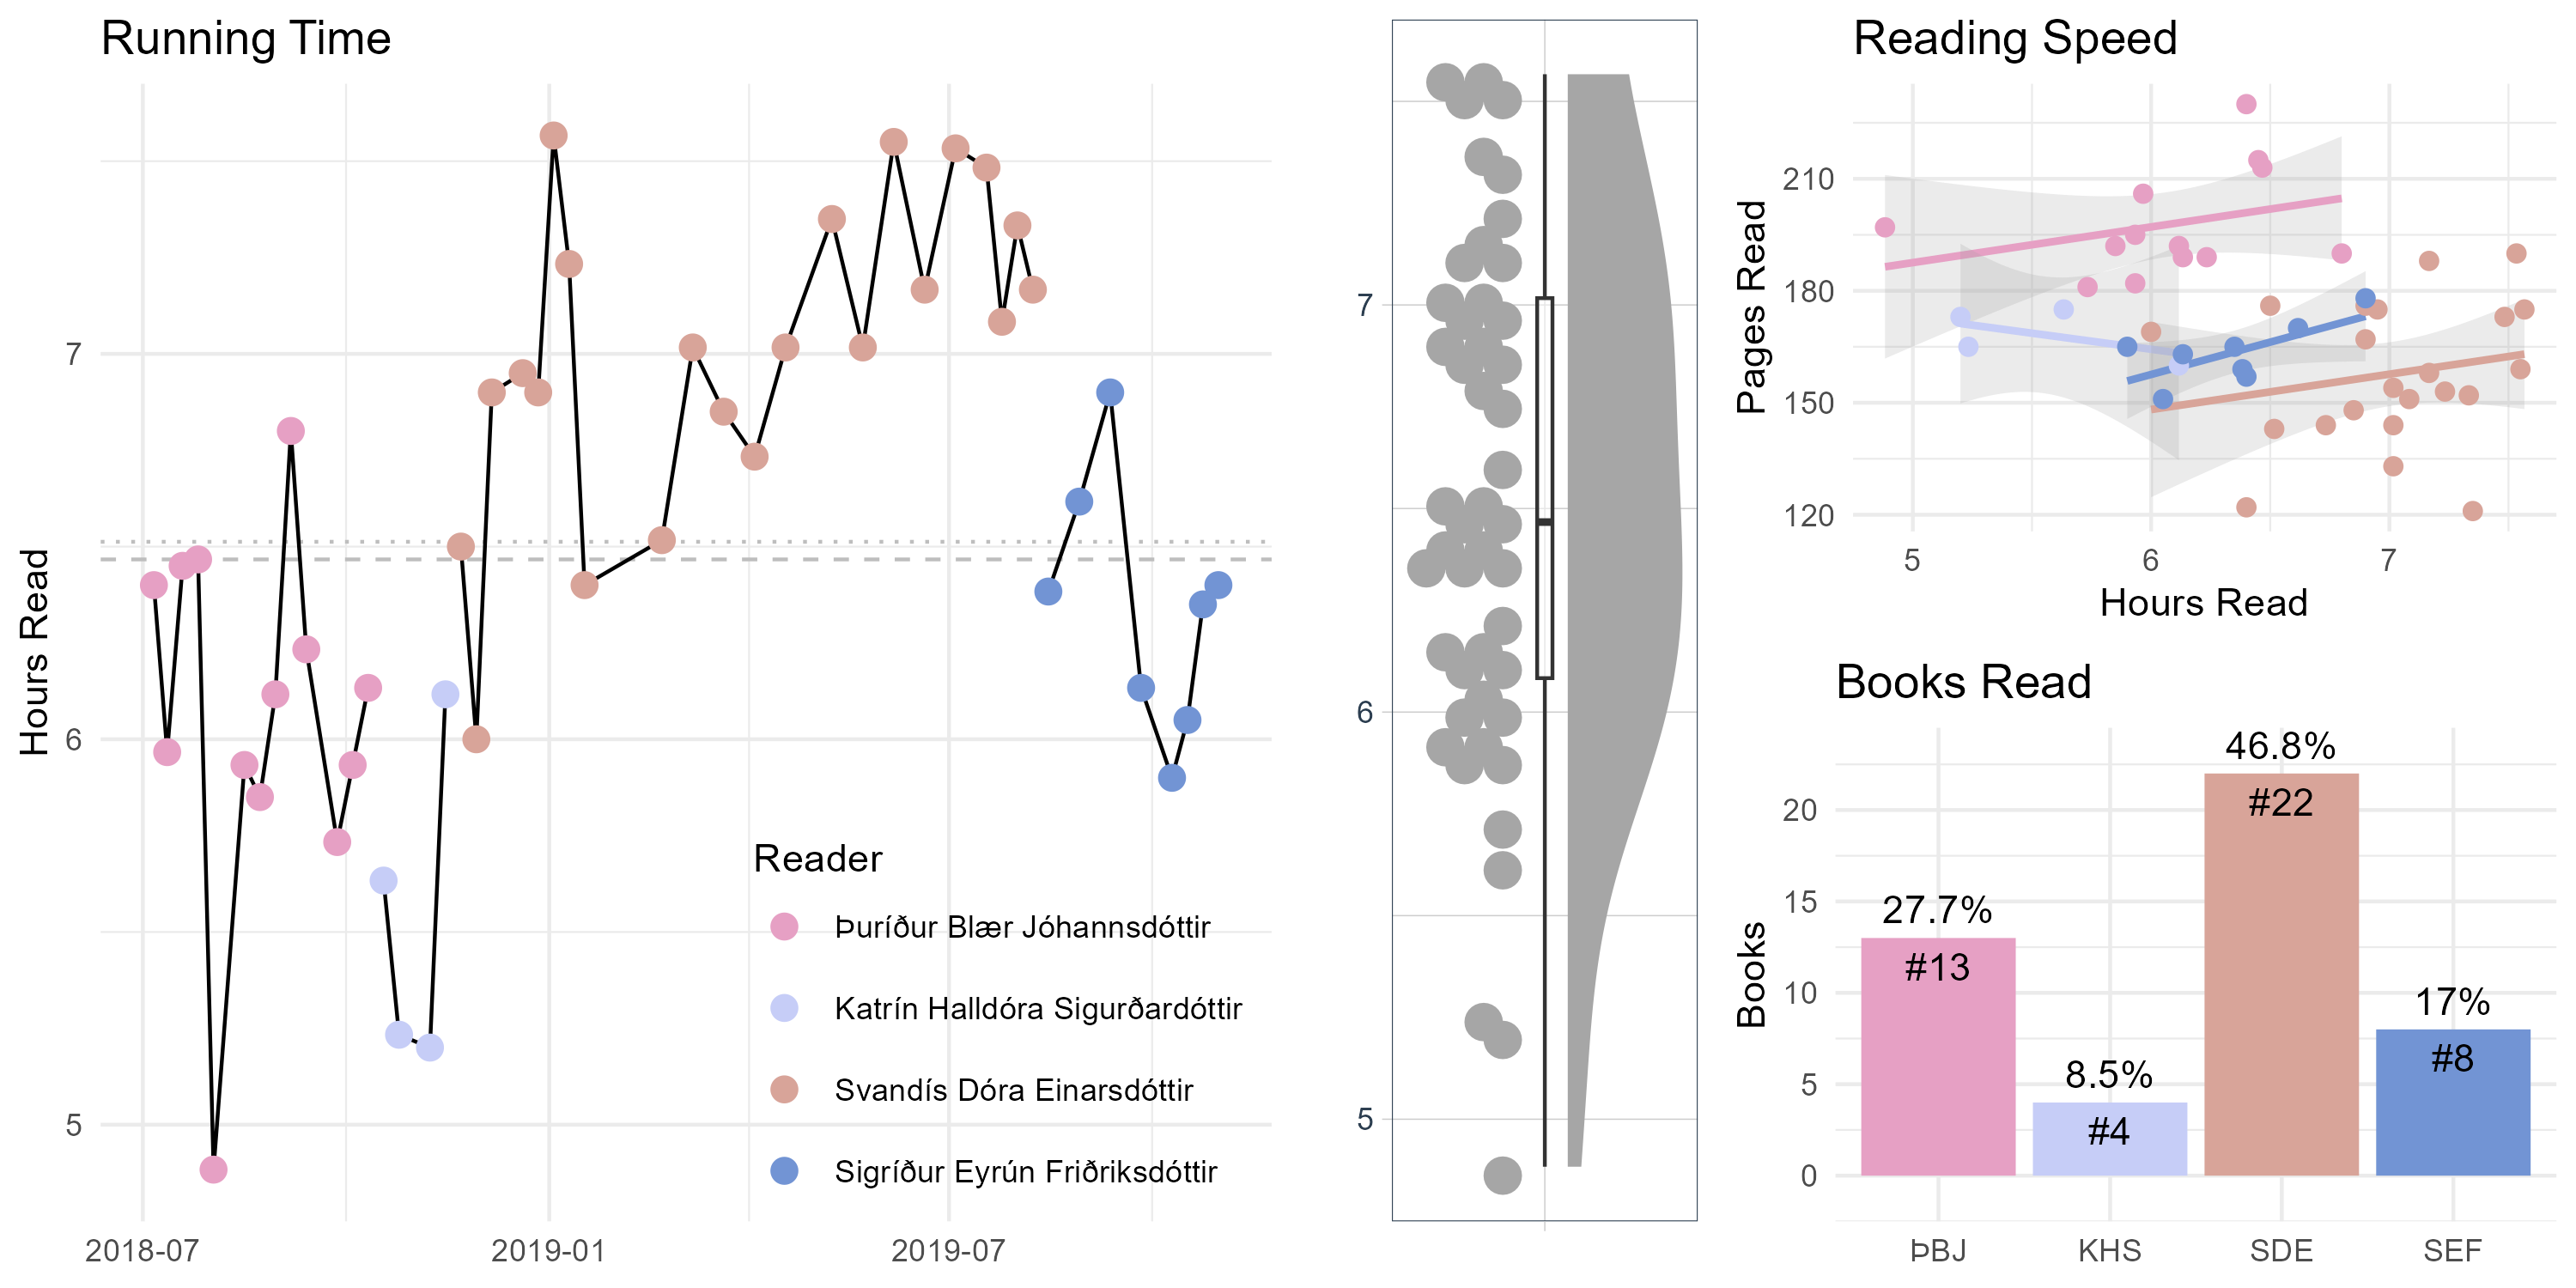 Running Time
Hours Read
7
6
5
2018-07
2019-01
2019-07
Reader
Þuríður Blær Jóhannsdóttir
Katrín Halldóra Sigurðardóttir
Svandís Dóra Einarsdóttir
Sigríður Eyrún Friðriksdóttir
7
6
5
Reading Speed
Pages Read
210
180
150
120
5
6
7
Hours Read
Books Read
Books
20
15
10
5
0
27.7%
#13
8.5%
#4
46.8%
#22
17%
#8
ÞBJ
KHS
SDE
SEF